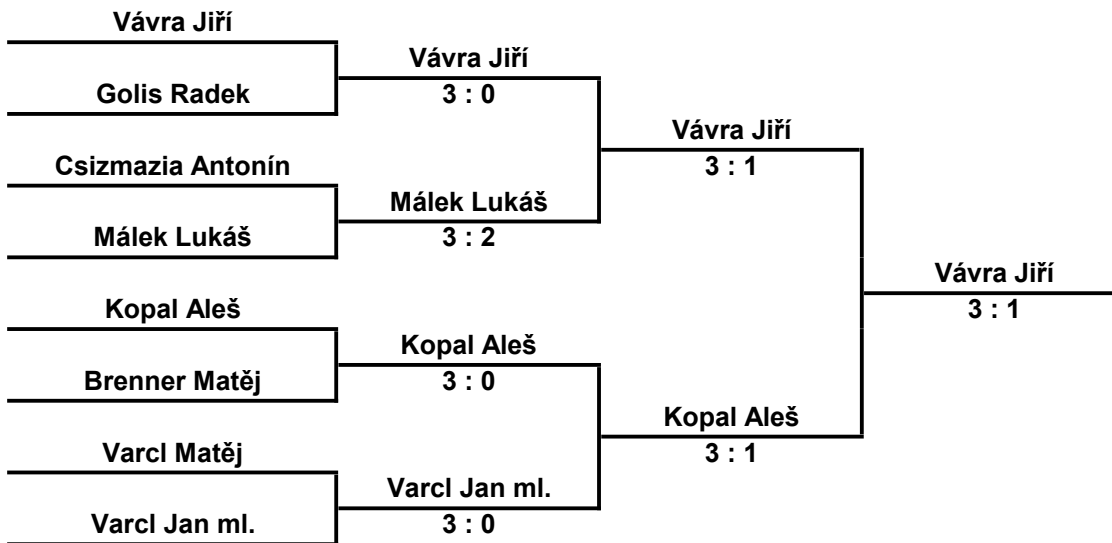 Vávra Jiří
Golis Radek
Csizmazia Antonín
Málek Lukáš
Kopal Aleš
Brenner Matěj
Varcl Matěj
Varcl Jan ml.
Vávra Jiří
3 : 0
Málek Lukáš
3 : 2
Kopal Aleš
3 : 0
Varcl Jan ml.
3 : 0
Vávra Jiří
3 : 1
Kopal Aleš
3 : 1
Vávra Jiří
3 : 1